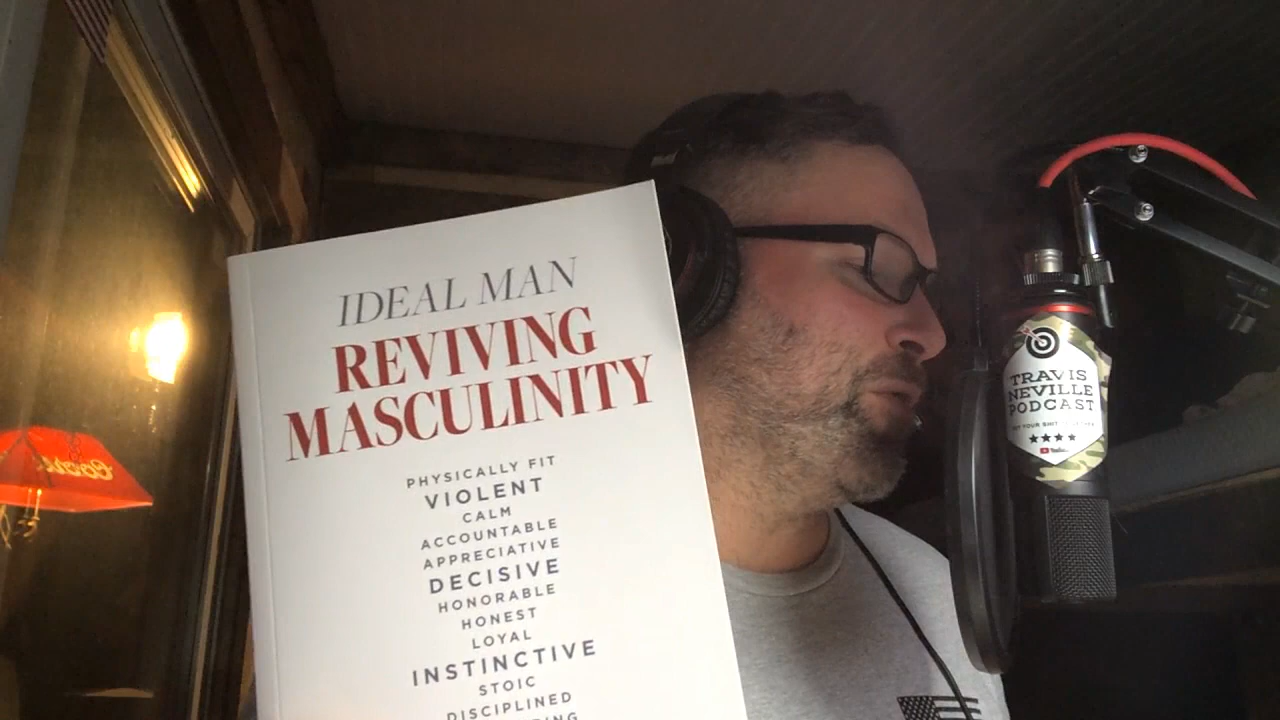 IDEAL MAN
REVIVING
MASCULINITY
PHYSICALLY FIT
VIOLENT
CALM
ACCOUNTABLE
APPRECIATIVE
DECISIVE
HONORABLE
HONEST
LOYAL
INSTINCTIVE
STOIC
DISCIPLINED
TRAVIS
NEVILLE
PODCAST
YouTube